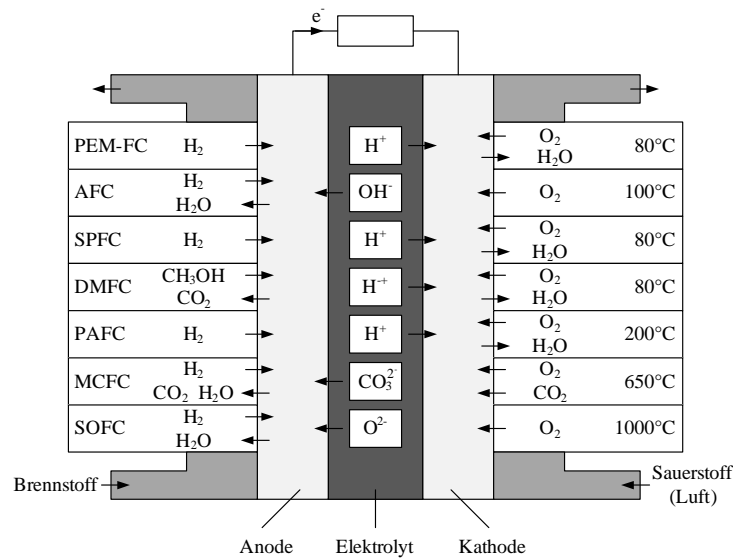 e⁻
PEM-FC H₂ H⁺ O₂ 80°C
H₂O
AFC H₂ OH⁻ O₂ 100°C
H₂O
SPFC H₂ H⁺ O₂ 80°C
H₂O
DMFC CH₃OH H⁻⁺ O₂ 80°C
CO₂ H₂O
PAFC H₂ H⁺ O₂ 200°C
H₂O
MCFC H₂ CO₃²⁻ O₂ 650°C
CO₂ H₂O CO₂
SOFC H₂ O²⁻ O₂ 1000°C
H₂O
Brennstoff
Sauerstoff
(Luft)
Anode Elektrolyt Kathode